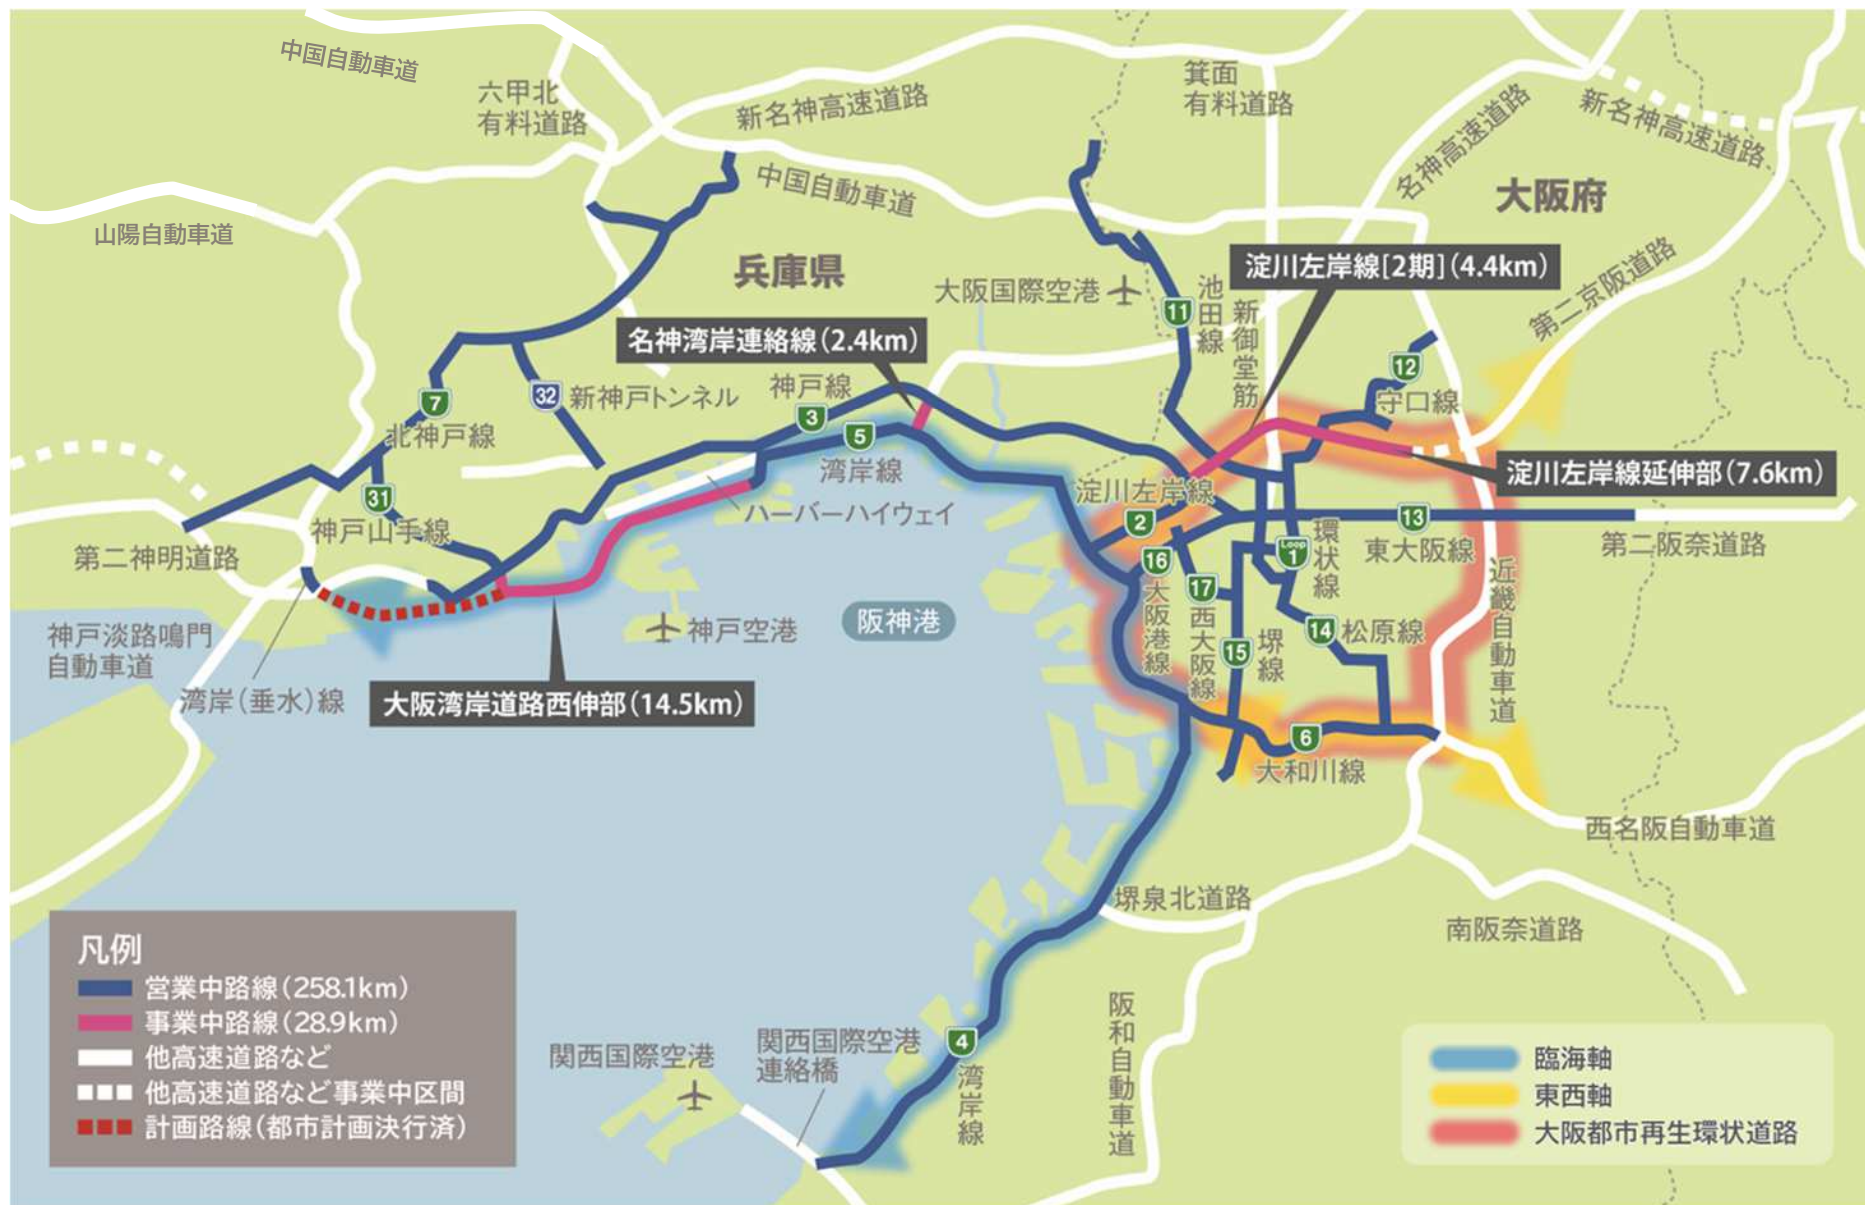 中国自動車道
六甲北
有料道路
新名神高速道路
箕面
有料道路
名神高速道路
新名神高速道路
山陽自動車道
中国自動車道
大阪府
兵庫県
大阪国際空港
11
池田線
新御堂筋
淀川左岸線[2期](4.4km)
第二京阪道路
名神湾岸連絡線(2.4km)
12
守口線
7
北神戸線
32
新神戸トンネル
神戸線
3
5
湾岸線
淀川左岸線延伸部(7.6km)
31
神戸山手線
ハーバーハイウェイ
淀川左岸線
2
13
東大阪線
第二阪奈道路
第二神明道路
16
大阪港線
17
西大阪線
Loop
1
環状線
近畿自動車道
神戸淡路鳴門
自動車道
神戸空港
阪神港
15
堺線
14
松原線
湾岸(垂水)線
大阪湾岸道路西伸部(14.5km)
6
大和川線
西名阪自動車道
堺泉北道路
南阪奈道路
阪和自動車道
関西国際空港
関西国際空港
連絡橋
4
湾岸線
凡例
営業中路線(258.1km)
事業中路線(28.9km)
他高速道路など
他高速道路など事業中区間
計画路線(都市計画決行済)
臨海軸
東西軸
大阪都市再生環状道路